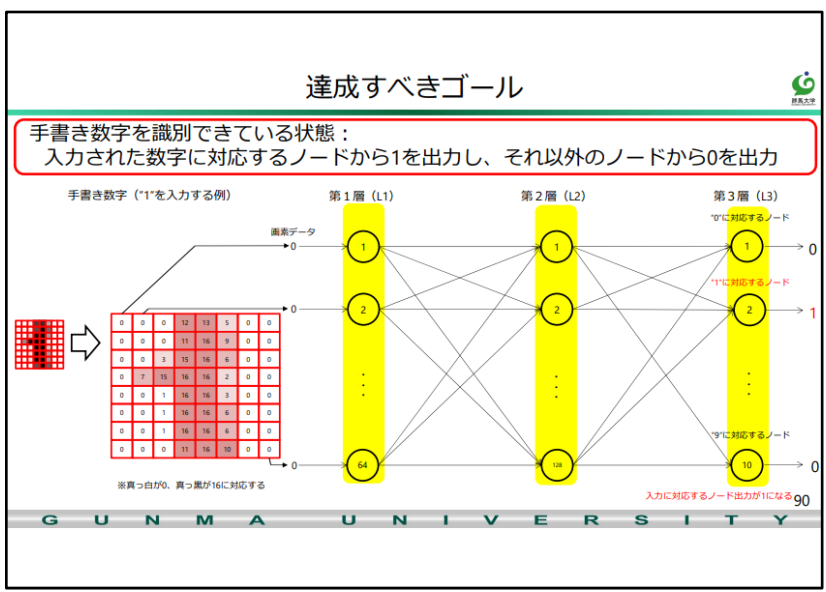 達成すべきゴール
群馬大学
手書き数字を識別できている状態：
入力された数字に対応するノードから1を出力し、それ以外のノードから0を出力
手書き数字（"1"を入力する例）
第１層（L1）
第２層（L2）
第３層（L3）
画素データ
"0"に対応するノード
0
1
1
1
0
"1"に対応するノード
0
2
2
2
1
0 0 0 12 13 5 0 0
0 0 0 11 16 9 0 0
0 0 3 15 16 6 0 0
0 7 15 16 16 2 0 0
0 0 1 16 16 3 0 0
0 0 1 16 16 6 0 0
0 0 1 16 16 6 0 0
0 0 0 11 16 10 0 0
"9"に対応するノード
0
64
128
10
0
※真っ白が0、真っ黒が16に対応する
入力に対応するノード出力が1になる
90
GUNMA UNIVERSITY